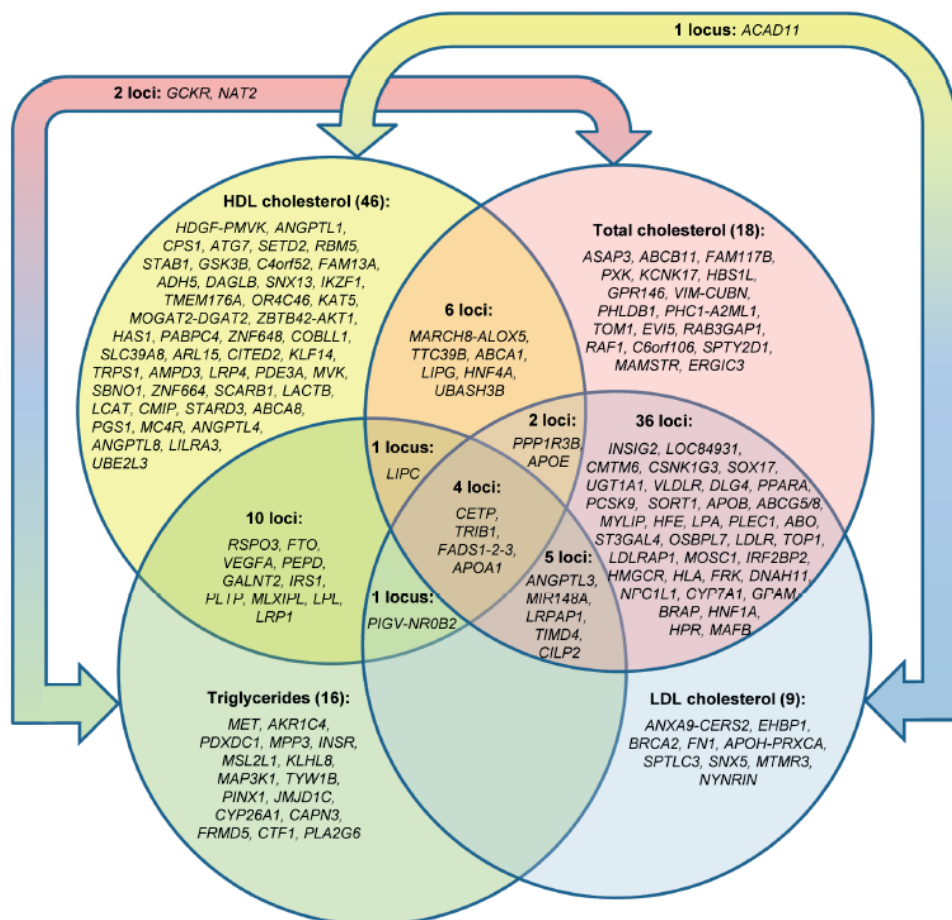 1 locus: ACAD11
2 loci: GCKR, NAT2
HDL cholesterol (46):
HDGF-PMVK, ANGPTL1,
CPS1, ATG7, SETD2, RBM5,
STAB1, GSK3B, C4orf52, FAM13A,
ADH5, DAGLB, SNX13, IKZF1,
TMEM176A, OR4C46, KAT5,
MOGAT2-DGAT2, ZBTB42-AKT1,
HAS1, PABPC4, ZNF648, COBLL1,
SLC39A8, ARL15, CITED2, KLF14,
TRPS1, AMPD3, LRP4, PDE3A, MVK,
SBNO1, ZNF664, SCARB1, LACTB,
LCAT, CMIP, STARD3, ABCA8,
PGS1, MC4R, ANGPTL4,
ANGPTL8, LILRA3,
UBE2L3
Total cholesterol (18):
ASAP3, ABCB11, FAM117B,
PXK, KCNK17, HBS1L,
GPR146, VIM-CUBN,
PHLDB1, PHC1-A2ML1,
TOM1, EVI5, RAB3GAP1,
RAF1, C6orf106, SPTY2D1,
MAMSTR, ERGIC3
6 loci:
MARCH8-ALOX5,
TTC39B, ABCA1,
LIPG, HNF4A,
UBASH3B
2 loci:
PPP1R3B,
APOE
36 loci:
INSIG2, LOC84931,
CMTM6, CSNK1G3, SOX17,
UGT1A1, VLDLR, DLG4, PPARA,
PCSK9, SORT1, APOB, ABCG5/8,
MYLIP, HFE, LPA, PLEC1, ABO,
ST3GAL4, OSBPL7, LDLR, TOP1,
LDLRAP1, MOSC1, IRF2BP2,
HMGCR, HLA, FRK, DNAH11,
NPC1L1, CYP7A1, GPAM,
BRAP, HNF1A,
HPR, MAFB
1 locus:
LIPC
4 loci:
CETP,
TRIB1,
FADS1-2-3,
APOA1
10 loci:
RSPO3, FTO,
VEGFA, PEPD,
GALNT2, IRS1,
PLTP, MLXIPL, LPL,
LRP1
5 loci:
ANGPTL3,
MIR148A,
LRPAP1,
TIMD4,
CILP2
1 locus:
PIGV-NR0B2
Triglycerides (16):
MET, AKR1C4,
PDXDC1, MPP3, INSR,
MSL2L1, KLHL8,
MAP3K1, TYW1B,
PINX1, JMJD1C,
CYP26A1, CAPN3,
FRMD5, CTF1, PLA2G6
LDL cholesterol (9):
ANXA9-CERS2, EHBP1,
BRCA2, FN1, APOH-PRXCA,
SPTLC3, SNX5, MTMR3,
NYNRIN